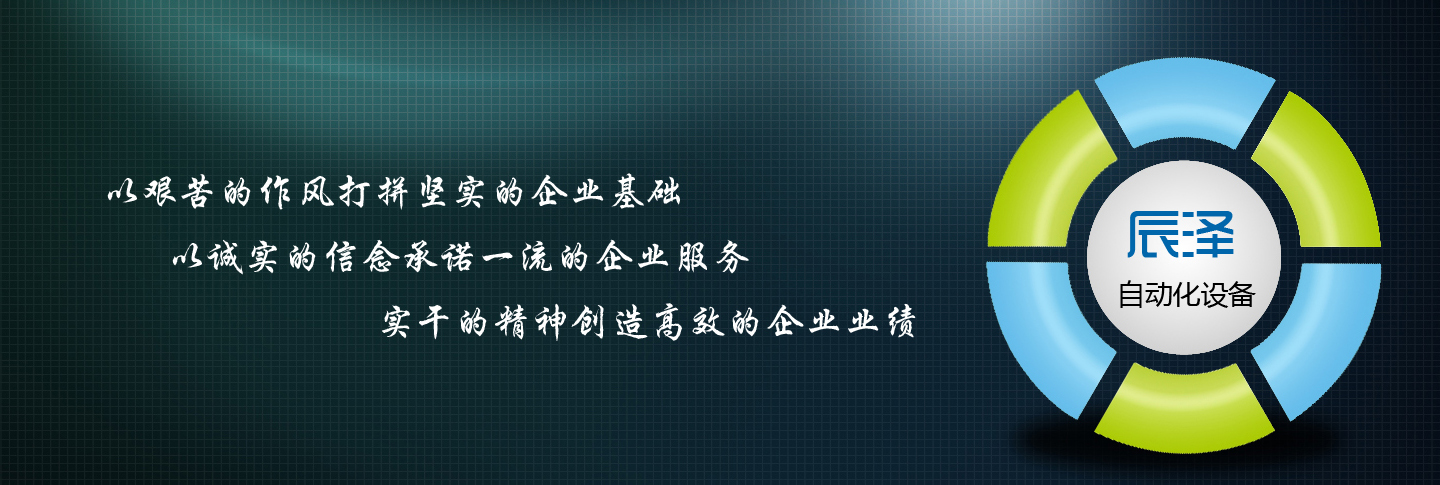 以艰苦的作风打拼坚实的企业基础
以诚实的信念承诺一流的企业服务
实干的精神创造高效的企业业绩
辰泽
自动化设备